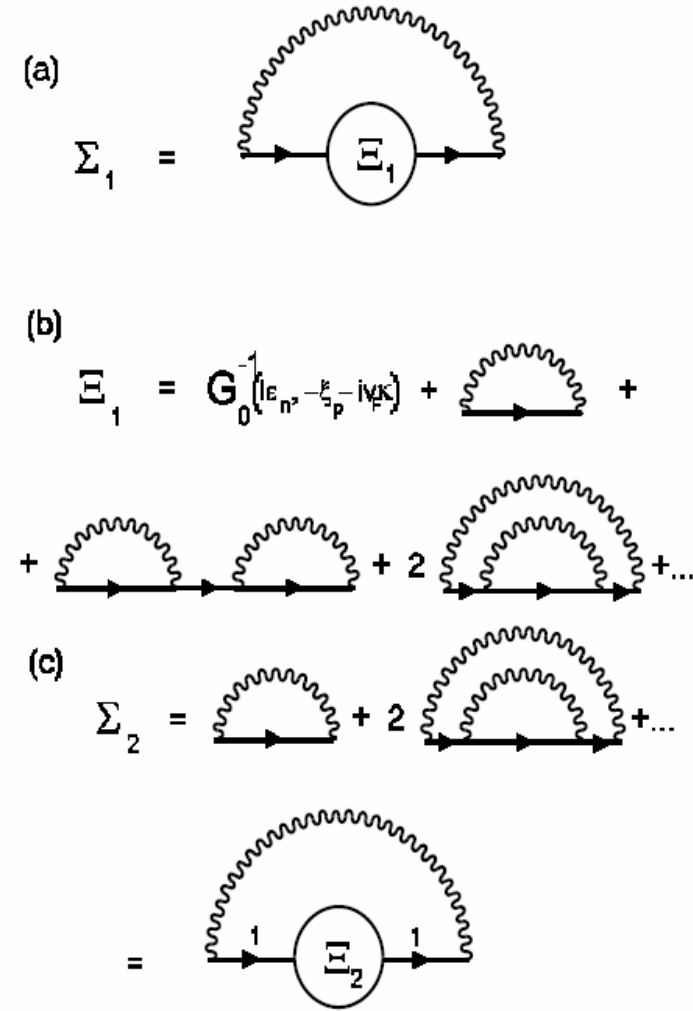 (a)
Σ₁ =
Ξ₁
(b)
Ξ₁ = G₀⁻¹(iεₙ, −ξₚ−ivFκ) + +
+ + 2 +...
(c)
Σ₂ = + 2 +...
1 1
= Ξ₂